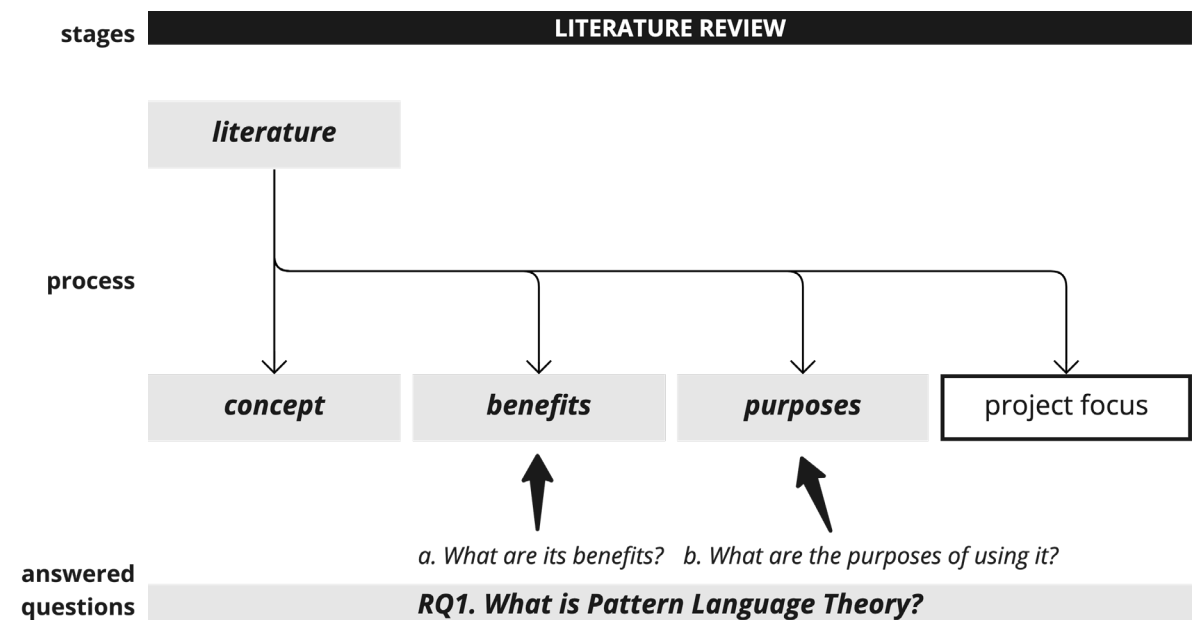 stages
LITERATURE REVIEW
literature
process
concept
benefits
purposes
project focus
a. What are its benefits?
b. What are the purposes of using it?
answered
questions
RQ1. What is Pattern Language Theory?